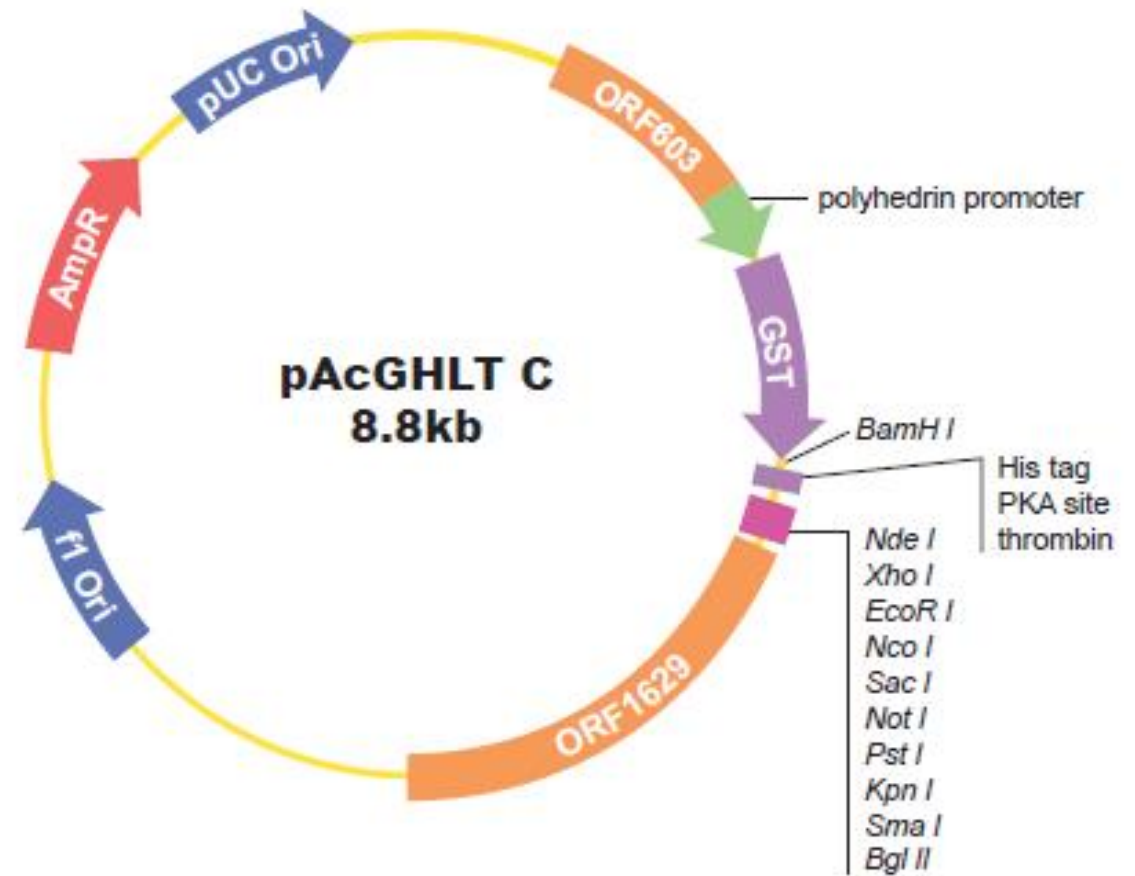 pUC Ori
ORF603
polyhedrin promoter
AmpR
GST
pAcGHLT C
8.8kb
BamH I
His tag
PKA site
thrombin
Nde I
Xho I
EcoR I
Nco I
Sac I
Not I
Pst I
Kpn I
Sma I
Bgl II
f1 Ori
ORF1629